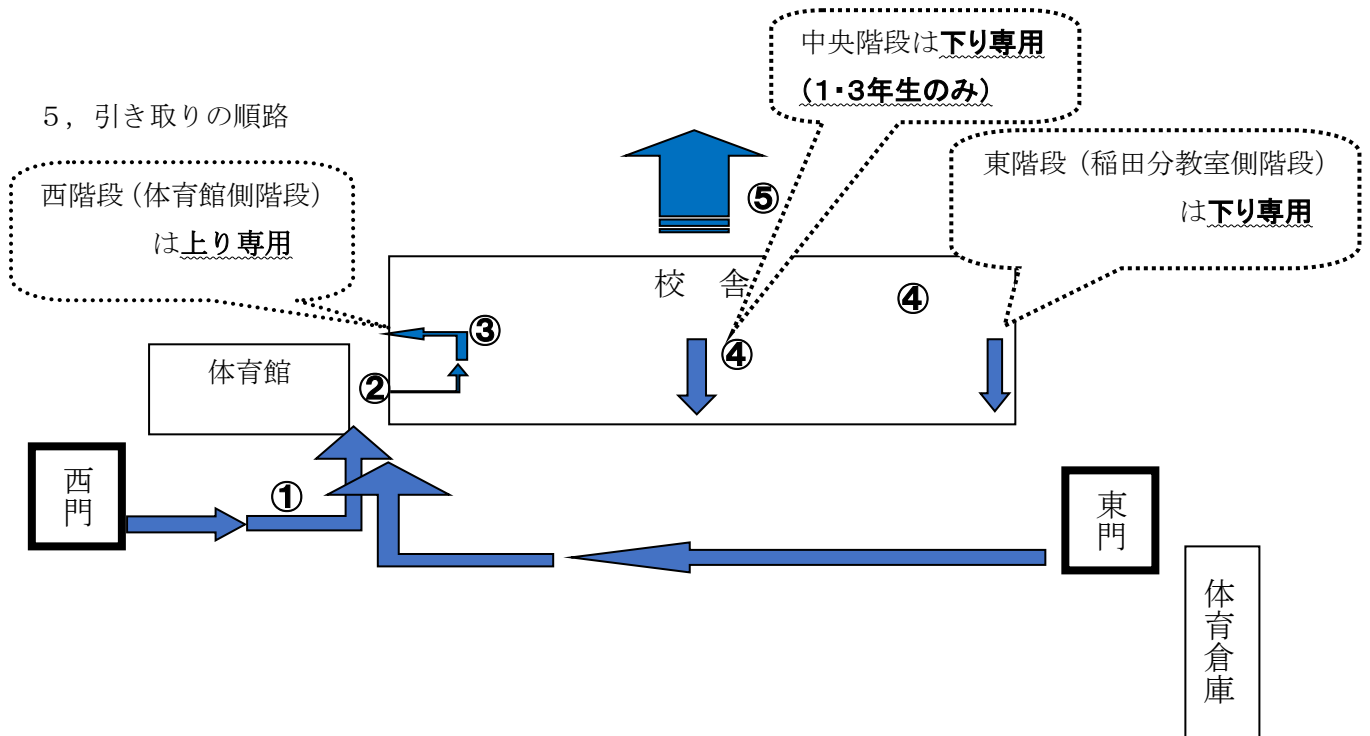 中央階段は下り専用
(1・3年生のみ)
5，引き取りの順路
西階段（体育館側階段）
は上り専用
東階段（稲田分教室側階段）
は下り専用
⑤
校　舎
④
③
④
体育館
②
西門
①
東門
体育倉庫